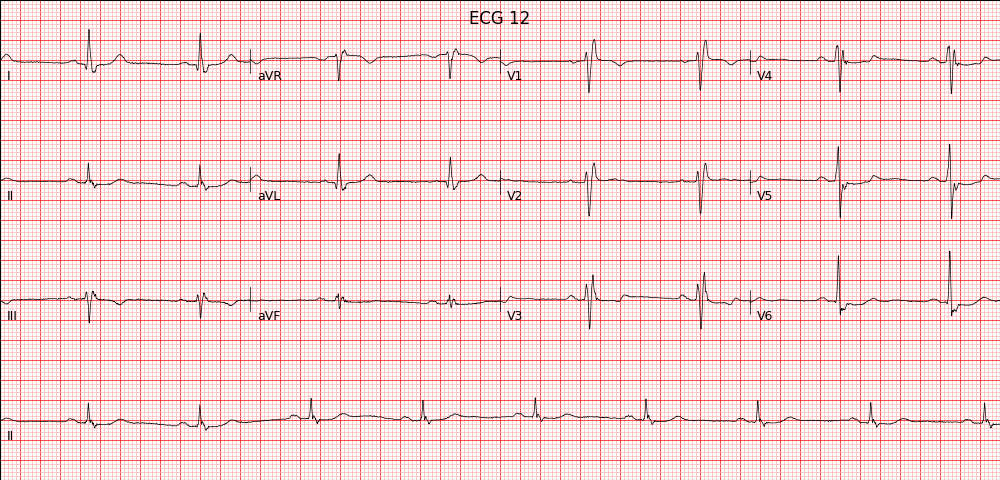 ECG 12
I aVR V1 V4
II aVL V2 V5
III aVF V3 V6
II